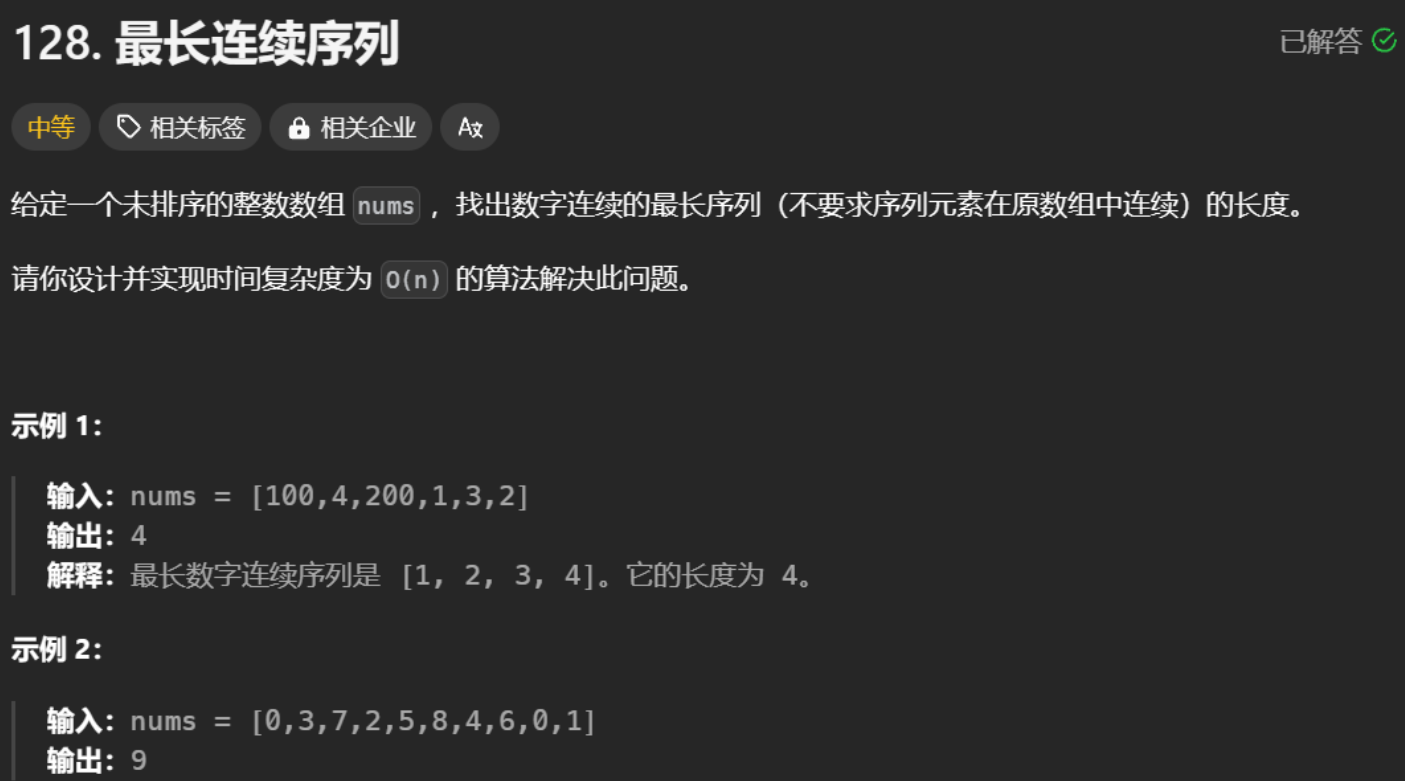 128. 最长连续序列
已解答
中等
相关标签
相关企业
给定一个未排序的整数数组 nums ，找出数字连续的最长序列（不要求序列元素在原数组中连续）的长度。
请你设计并实现时间复杂度为 O(n) 的算法解决此问题。
示例 1：
输入：nums = [100,4,200,1,3,2]
输出：4
解释：最长数字连续序列是 [1, 2, 3, 4]。它的长度为 4。
示例 2：
输入：nums = [0,3,7,2,5,8,4,6,0,1]
输出：9